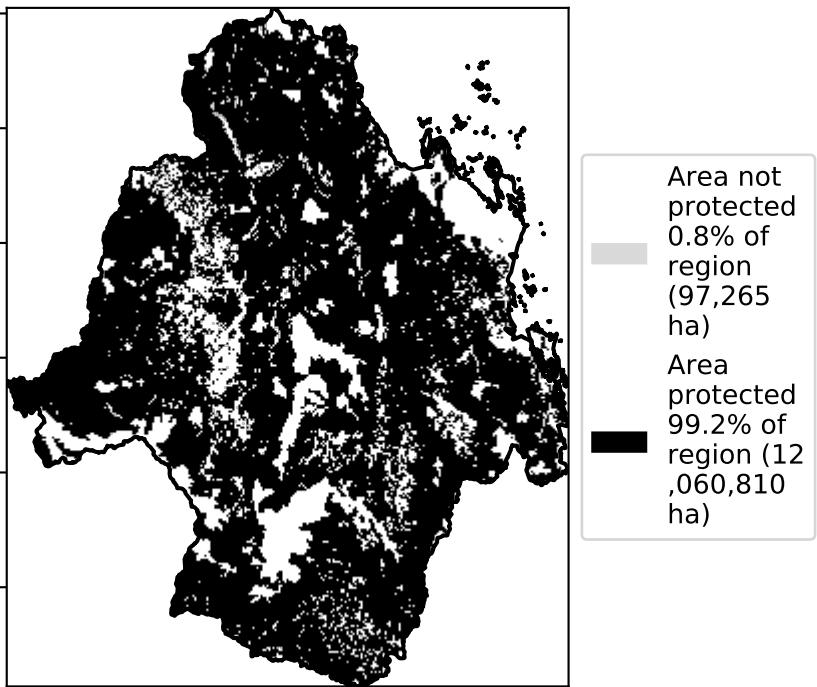 Area not
protected
0.8% of
region
(97,265
ha)
Area
protected
99.2% of
region (12
,060,810
ha)